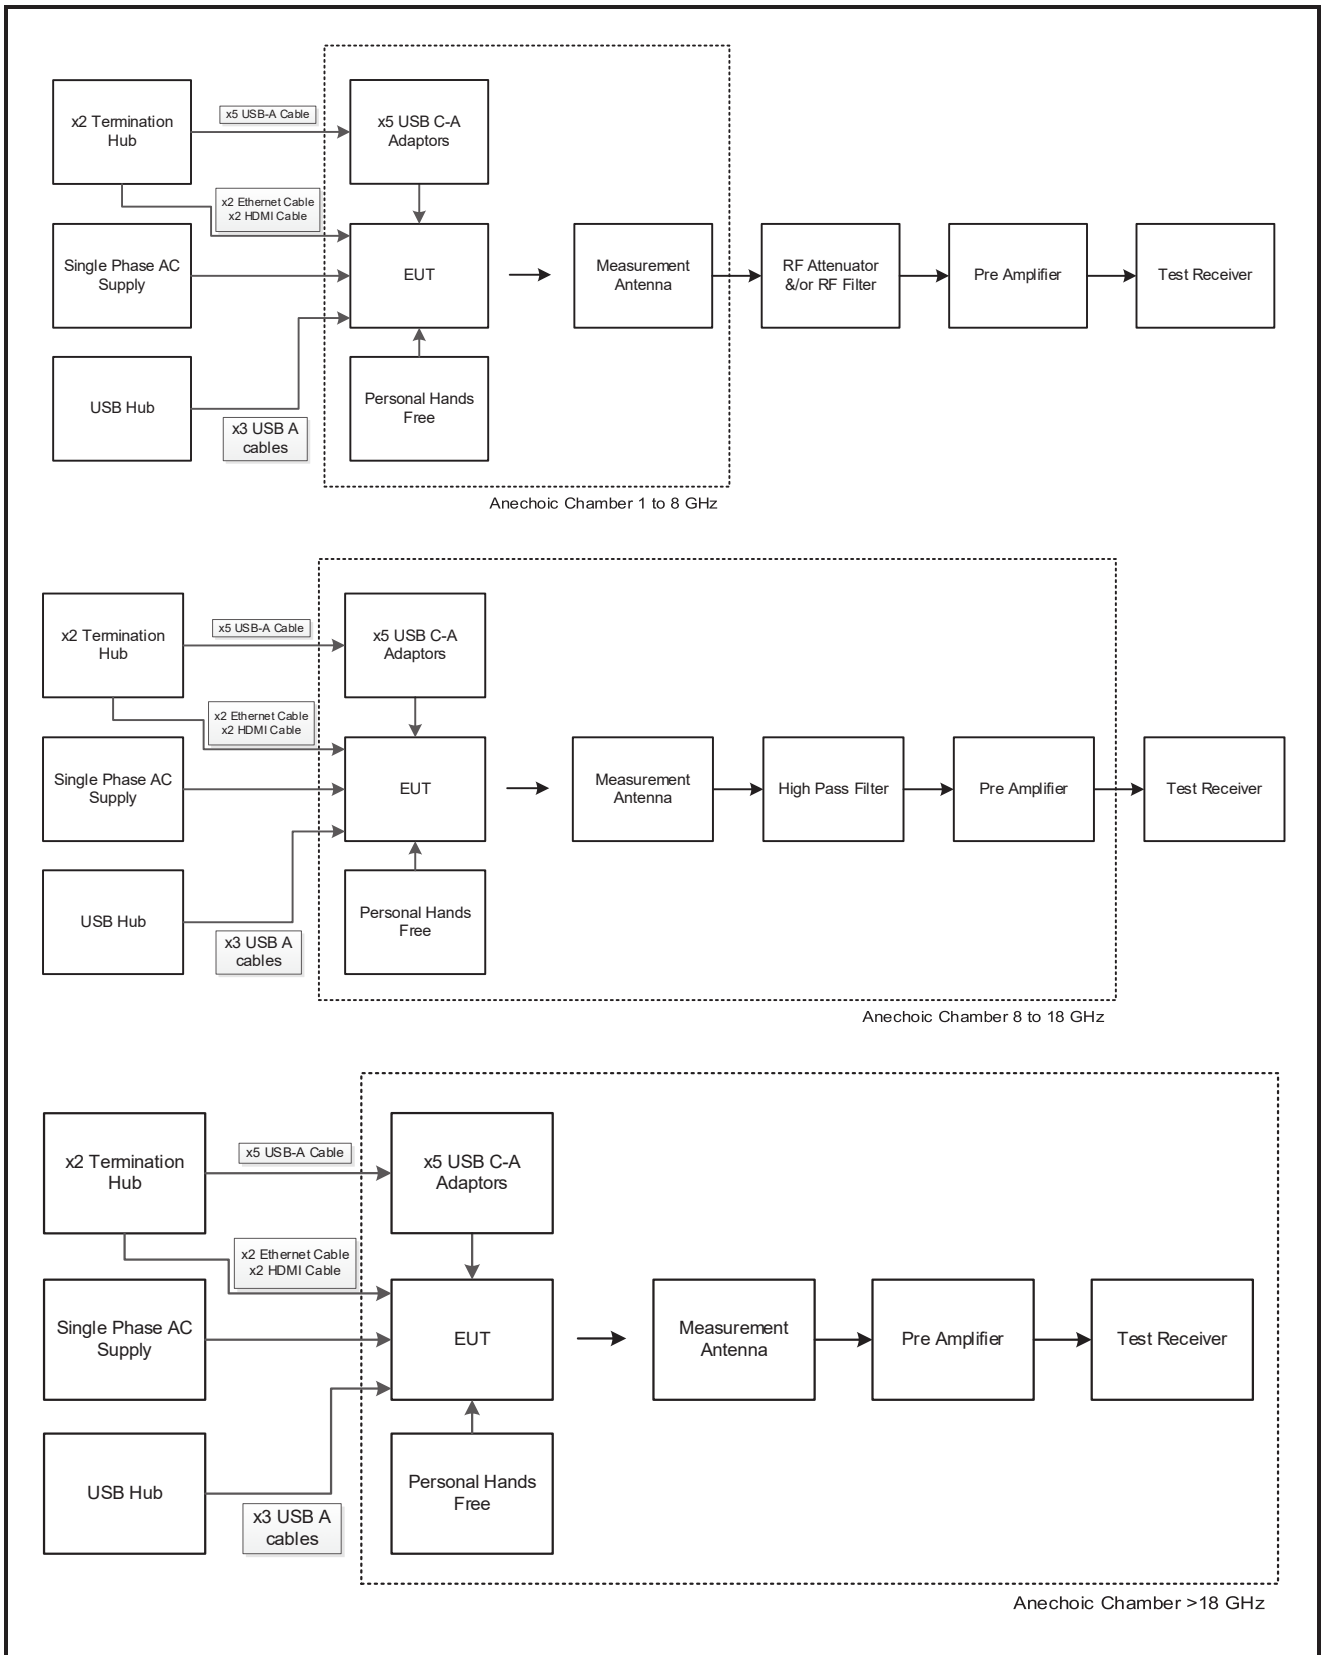 x2 Termination
Hub
x5 USB-A Cable
x5 USB C-A
Adaptors
x2 Ethernet Cable
x2 HDMI Cable
Single Phase AC
Supply
EUT
Measurement
Antenna
RF Attenuator
&/or RF Filter
Pre Amplifier
Test Receiver
USB Hub
x3 USB A
cables
Personal Hands
Free
Anechoic Chamber 1 to 8 GHz
x2 Termination
Hub
x5 USB-A Cable
x5 USB C-A
Adaptors
x2 Ethernet Cable
x2 HDMI Cable
Single Phase AC
Supply
EUT
Measurement
Antenna
High Pass Filter
Pre Amplifier
Test Receiver
USB Hub
x3 USB A
cables
Personal Hands
Free
Anechoic Chamber 8 to 18 GHz
x2 Termination
Hub
x5 USB-A Cable
x5 USB C-A
Adaptors
x2 Ethernet Cable
x2 HDMI Cable
Single Phase AC
Supply
EUT
Measurement
Antenna
Pre Amplifier
Test Receiver
USB Hub
x3 USB A
cables
Personal Hands
Free
Anechoic Chamber >18 GHz